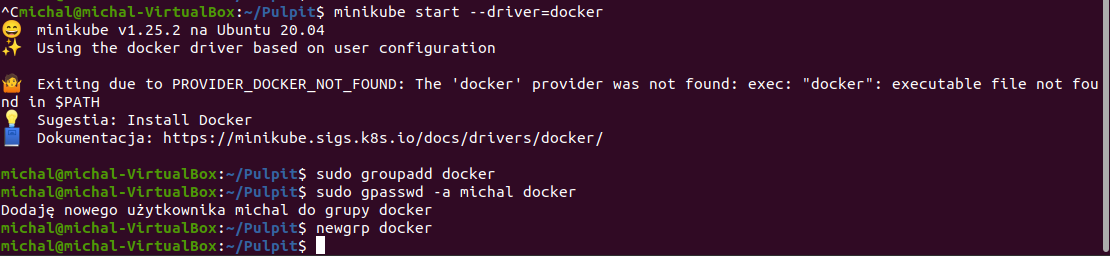 ^Cmichal@michal-VirtualBox:~/Pulpit$ minikube start --driver=docker
😄  minikube v1.25.2 na Ubuntu 20.04
✨  Using the docker driver based on user configuration
🤷  Exiting due to PROVIDER_DOCKER_NOT_FOUND: The 'docker' provider was not found: exec: "docker": executable file not fou
nd in $PATH
💡  Sugestia: Install Docker
📘  Dokumentacja: https://minikube.sigs.k8s.io/docs/drivers/docker/
michal@michal-VirtualBox:~/Pulpit$ sudo groupadd docker
michal@michal-VirtualBox:~/Pulpit$ sudo gpasswd -a michal docker
Dodaję nowego użytkownika michal do grupy docker
michal@michal-VirtualBox:~/Pulpit$ newgrp docker
michal@michal-VirtualBox:~/Pulpit$